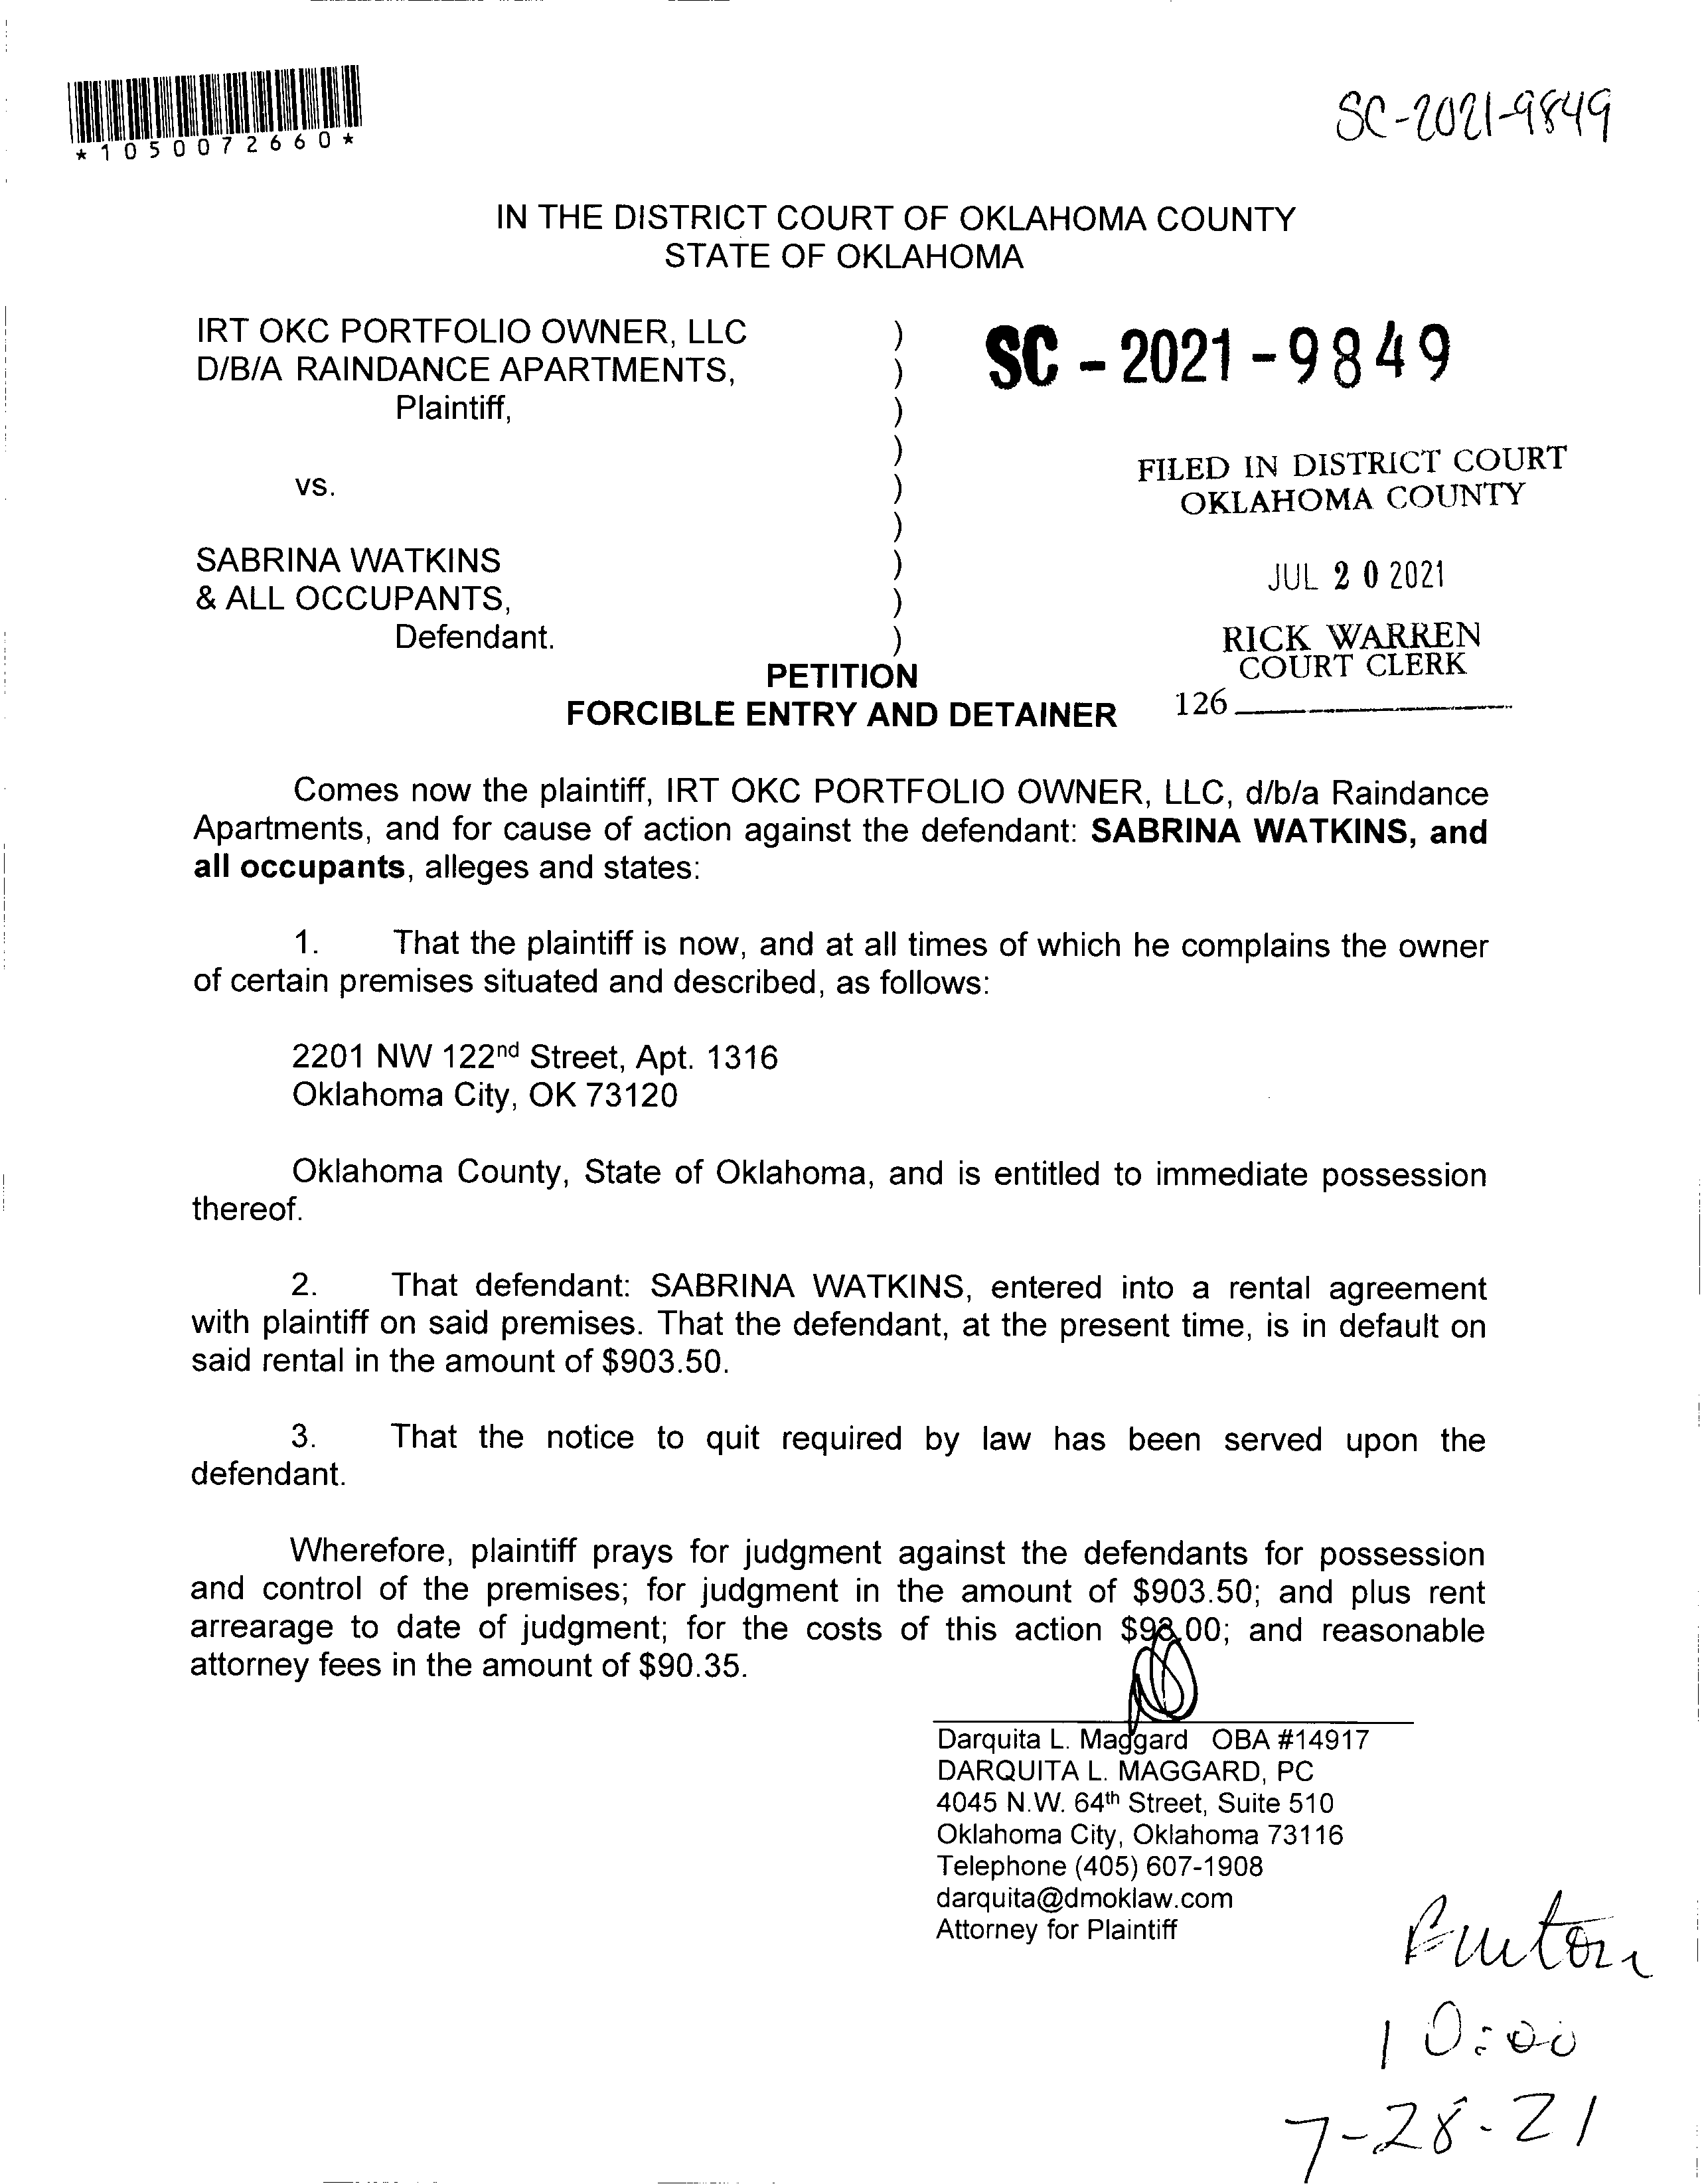 *1050072660*
SC-2021-9849
IN THE DISTRICT COURT OF OKLAHOMA COUNTY
STATE OF OKLAHOMA
IRT OKC PORTFOLIO OWNER, LLC )
D/B/A RAINDANCE APARTMENTS, )
Plaintiff, )
)
vs. )
)
SABRINA WATKINS )
& ALL OCCUPANTS, )
Defendant. )
SC - 2021 - 9849
FILED IN DISTRICT COURT
OKLAHOMA COUNTY
JUL 20 2021
RICK WARREN
COURT CLERK
126
PETITION
FORCIBLE ENTRY AND DETAINER
Comes now the plaintiff, IRT OKC PORTFOLIO OWNER, LLC, d/b/a Raindance
Apartments, and for cause of action against the defendant: SABRINA WATKINS, and
all occupants, alleges and states:
1. That the plaintiff is now, and at all times of which he complains the owner
of certain premises situated and described, as follows:
2201 NW 122nd Street, Apt. 1316
Oklahoma City, OK 73120
Oklahoma County, State of Oklahoma, and is entitled to immediate possession
thereof.
2. That defendant: SABRINA WATKINS, entered into a rental agreement
with plaintiff on said premises. That the defendant, at the present time, is in default on
said rental in the amount of $903.50.
3. That the notice to quit required by law has been served upon the
defendant.
Wherefore, plaintiff prays for judgment against the defendants for possession
and control of the premises; for judgment in the amount of $903.50; and plus rent
arrearage to date of judgment; for the costs of this action and reasonable
attorney fees in the amount of $90.35.
Darquita L. Maggard OBA #14917
DARQUITA L. MAGGARD, PC
4045 N.W. 64th Street, Suite 510
Oklahoma City, Oklahoma 73116
Telephone (405) 607-1908
darquita@dmoklaw.com
Attorney for Plaintiff
10:00
7-28-21